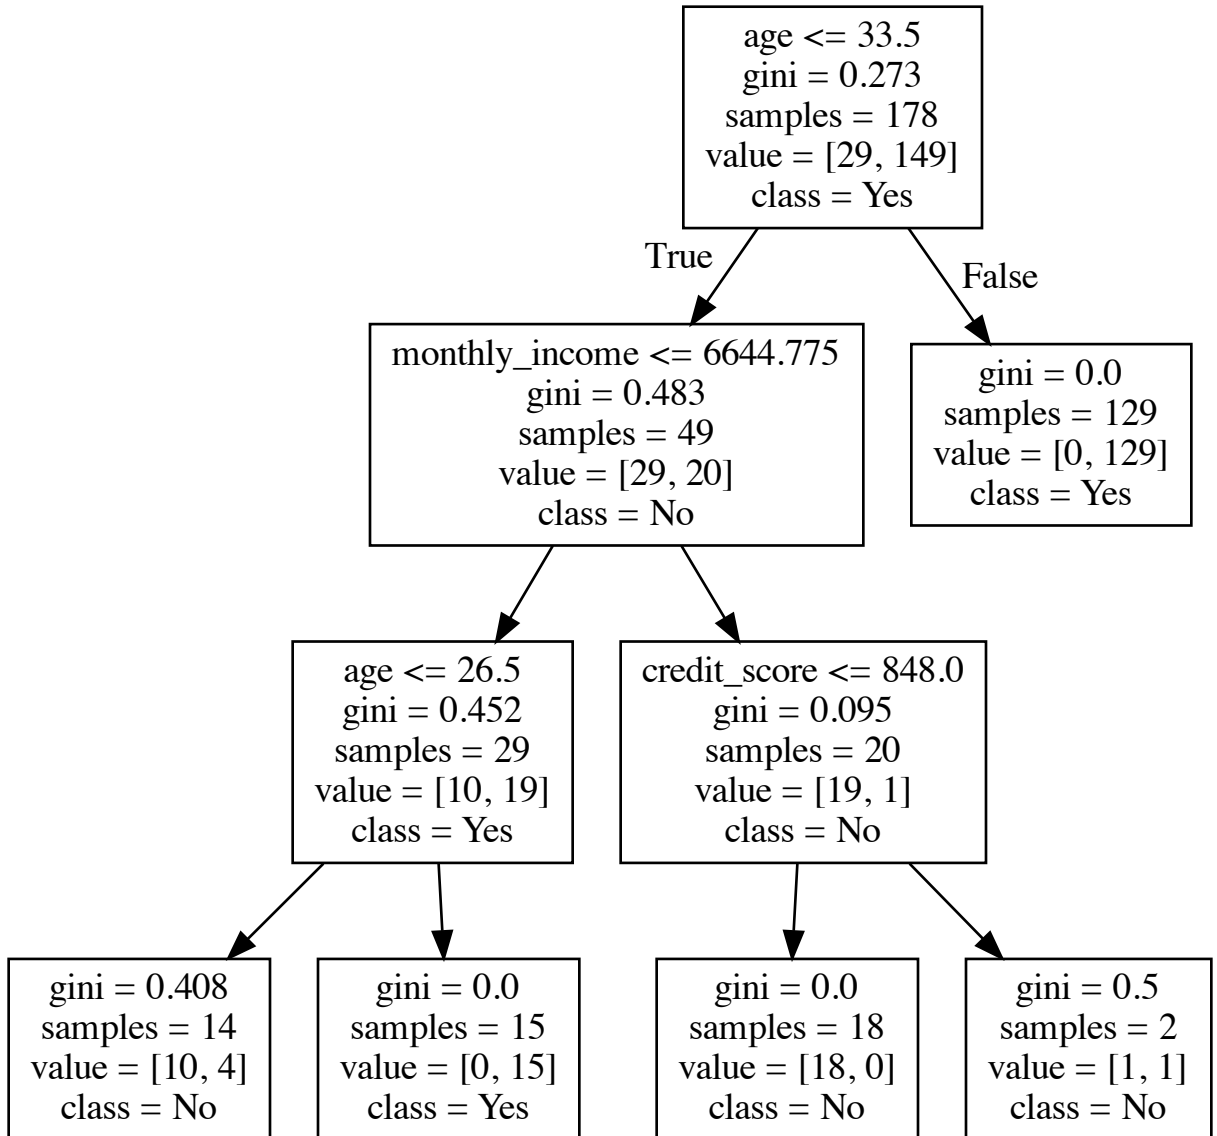 age <= 33.5
gini = 0.273
samples = 178
value = [29, 149]
class = Yes
True
False
monthly_income <= 6644.775
gini = 0.483
samples = 49
value = [29, 20]
class = No
gini = 0.0
samples = 129
value = [0, 129]
class = Yes
age <= 26.5
gini = 0.452
samples = 29
value = [10, 19]
class = Yes
credit_score <= 848.0
gini = 0.095
samples = 20
value = [19, 1]
class = No
gini = 0.408
samples = 14
value = [10, 4]
class = No
gini = 0.0
samples = 15
value = [0, 15]
class = Yes
gini = 0.0
samples = 18
value = [18, 0]
class = No
gini = 0.5
samples = 2
value = [1, 1]
class = No